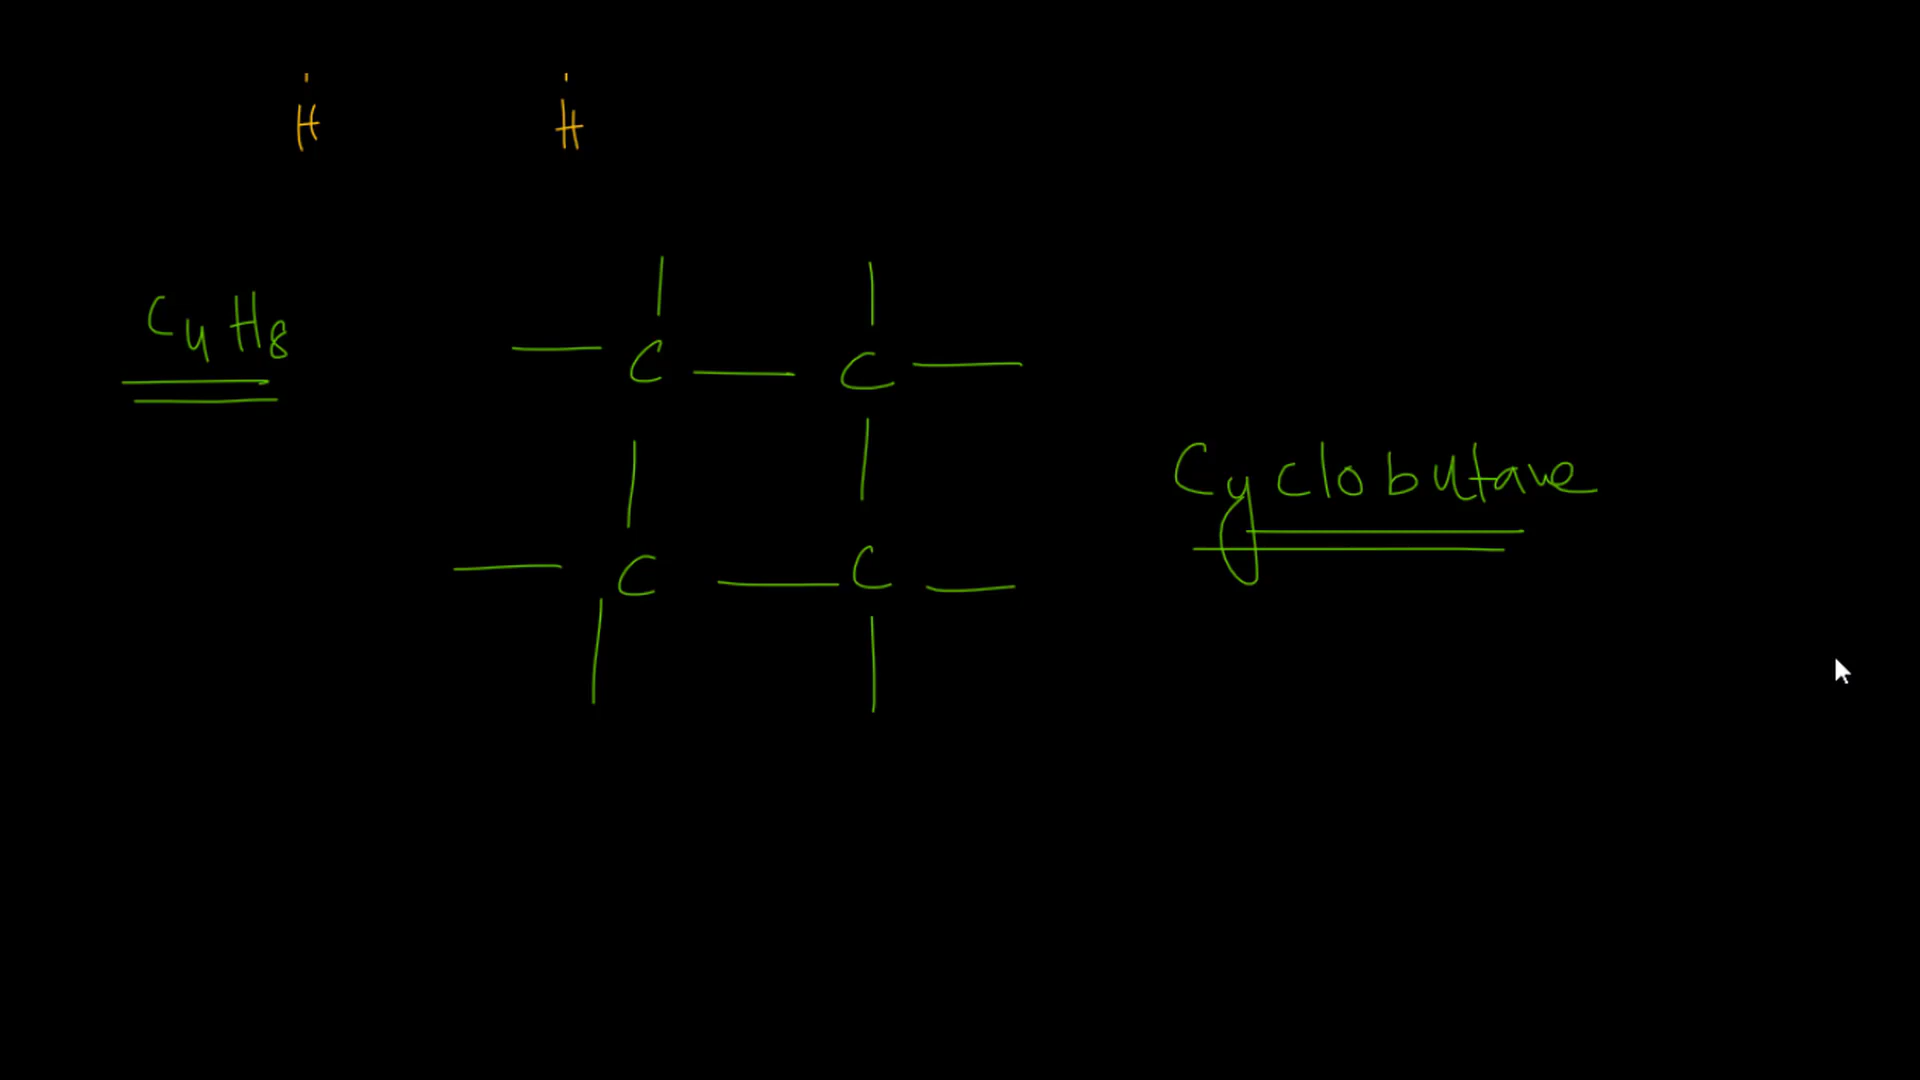 H H
C4H8
— C — C —
Cyclobutane
— C — C —